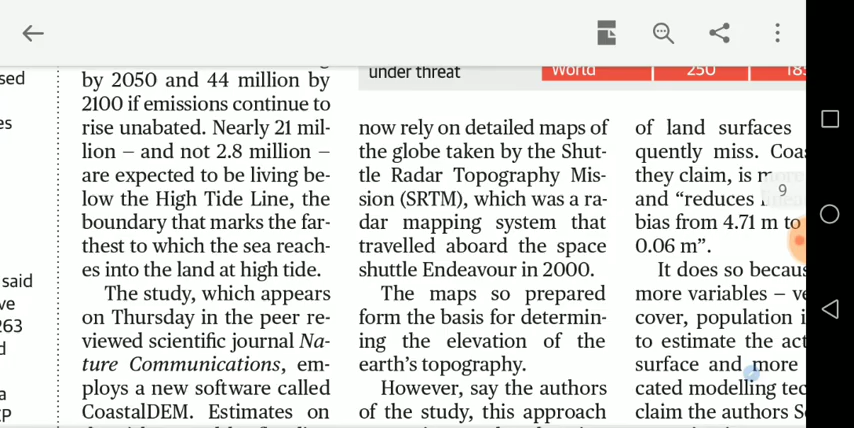 sed
es
said
ve
263
d
a
CP
by 2050 and 44 million by
2100 if emissions continue to
rise unabated. Nearly 21 mil-
lion – and not 2.8 million –
are expected to be living be-
low the High Tide Line, the
boundary that marks the far-
thest to which the sea reach-
es into the land at high tide.
The study, which appears
on Thursday in the peer re-
viewed scientific journal Na-
ture Communications, em-
ploys a new software called
CoastalDEM. Estimates on
under threat
World 250 185
now rely on detailed maps of
the globe taken by the Shut-
tle Radar Topography Mis-
sion (SRTM), which was a ra-
dar mapping system that
travelled aboard the space
shuttle Endeavour in 2000.
The maps so prepared
form the basis for determin-
ing the elevation of the
earth's topography.
However, say the authors
of the study, this approach
of land surfaces
quently miss. Coas
they claim, is more
and “reduces
bias from 4.71 m to
0.06 m”.
It does so becau
more variables – ve
cover, population i
to estimate the act
surface and more
cated modelling tec
claim the authors S
9